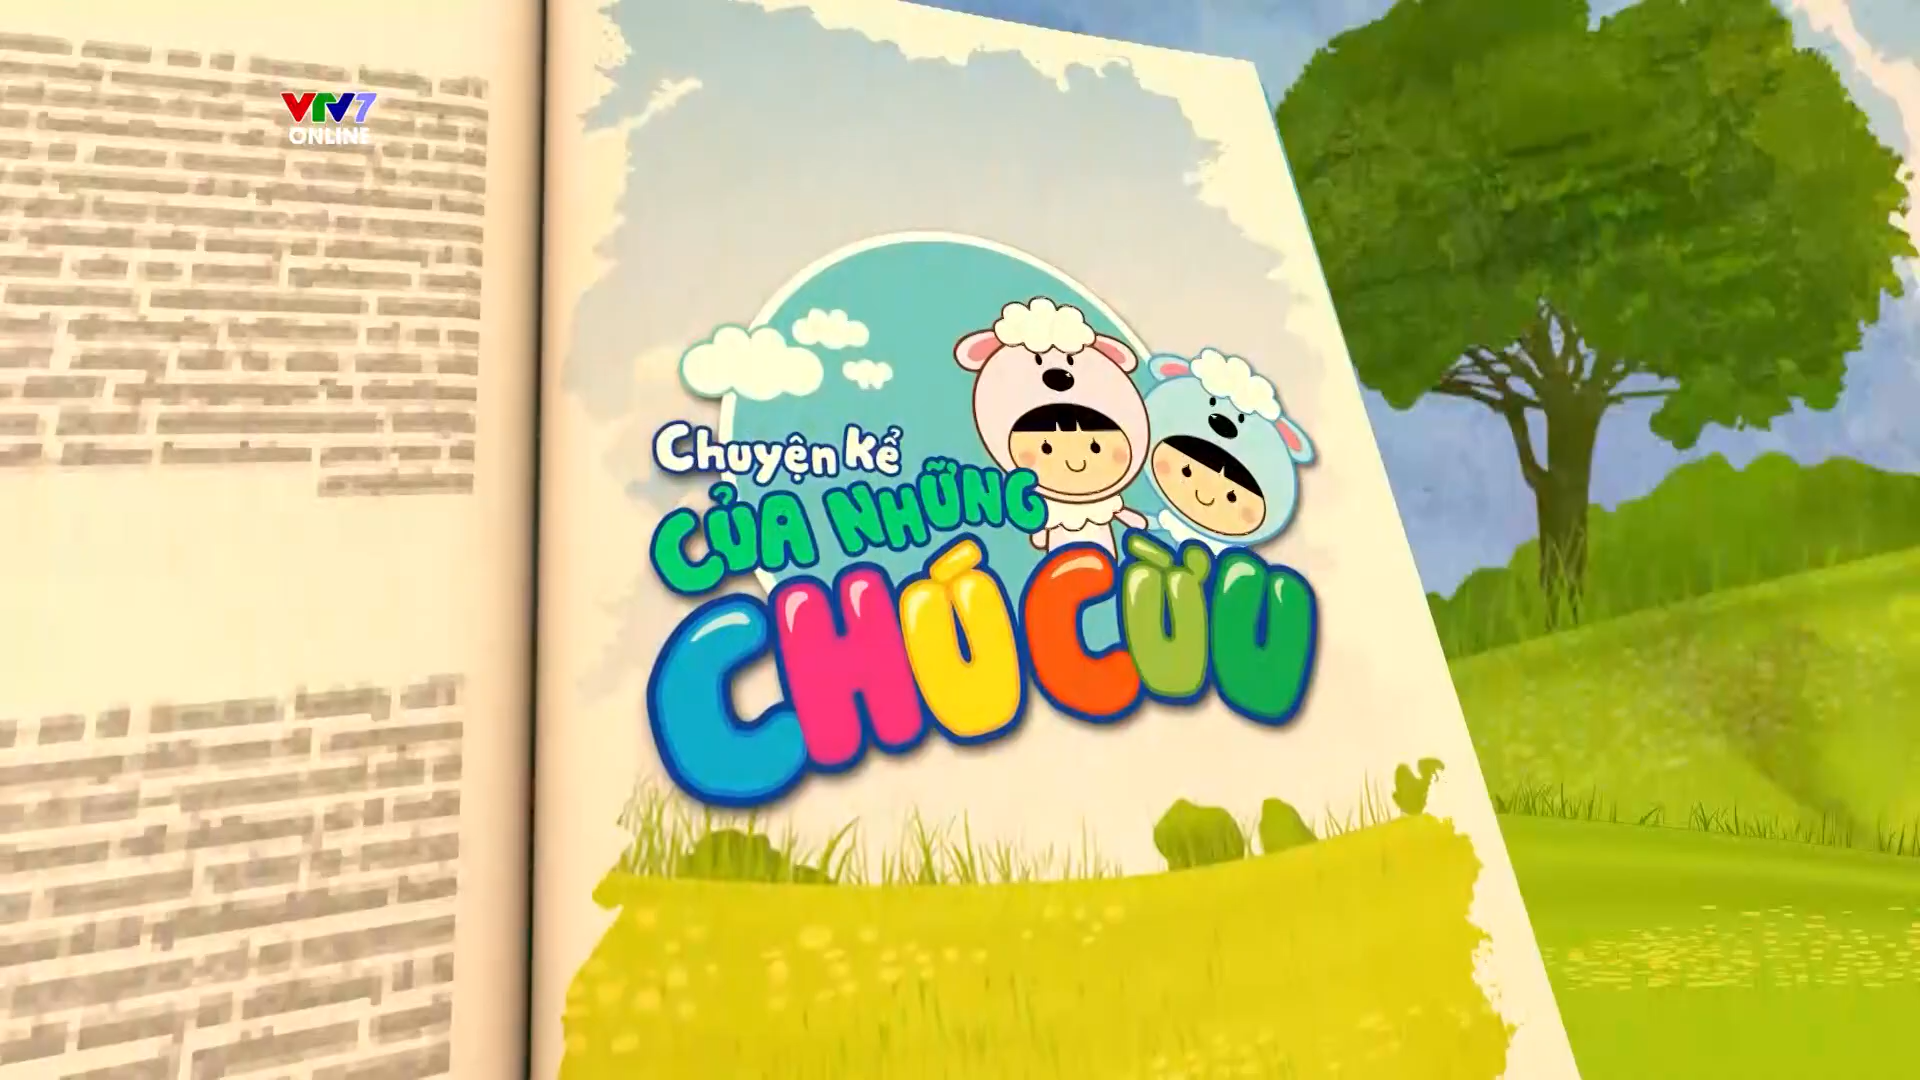 VTV7
ONLINE
Chuyện kể
CỦA NHỮNG
CHÚ CỪU